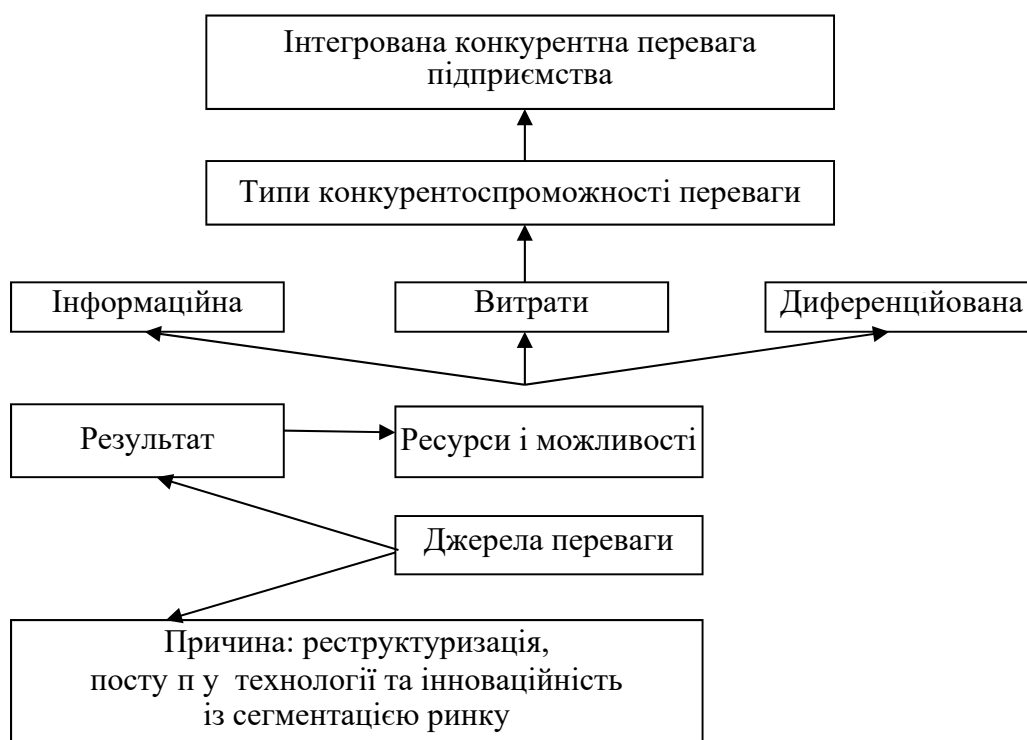 Інтегрована конкурентна перевага
підприємства
Типи конкурентоспроможності переваги
Інформаційна
Витрати
Диференційована
Результат
Ресурси і можливості
Джерела переваги
Причина: реструктуризація,
посту п у технології та інноваційність
із сегментацією ринку